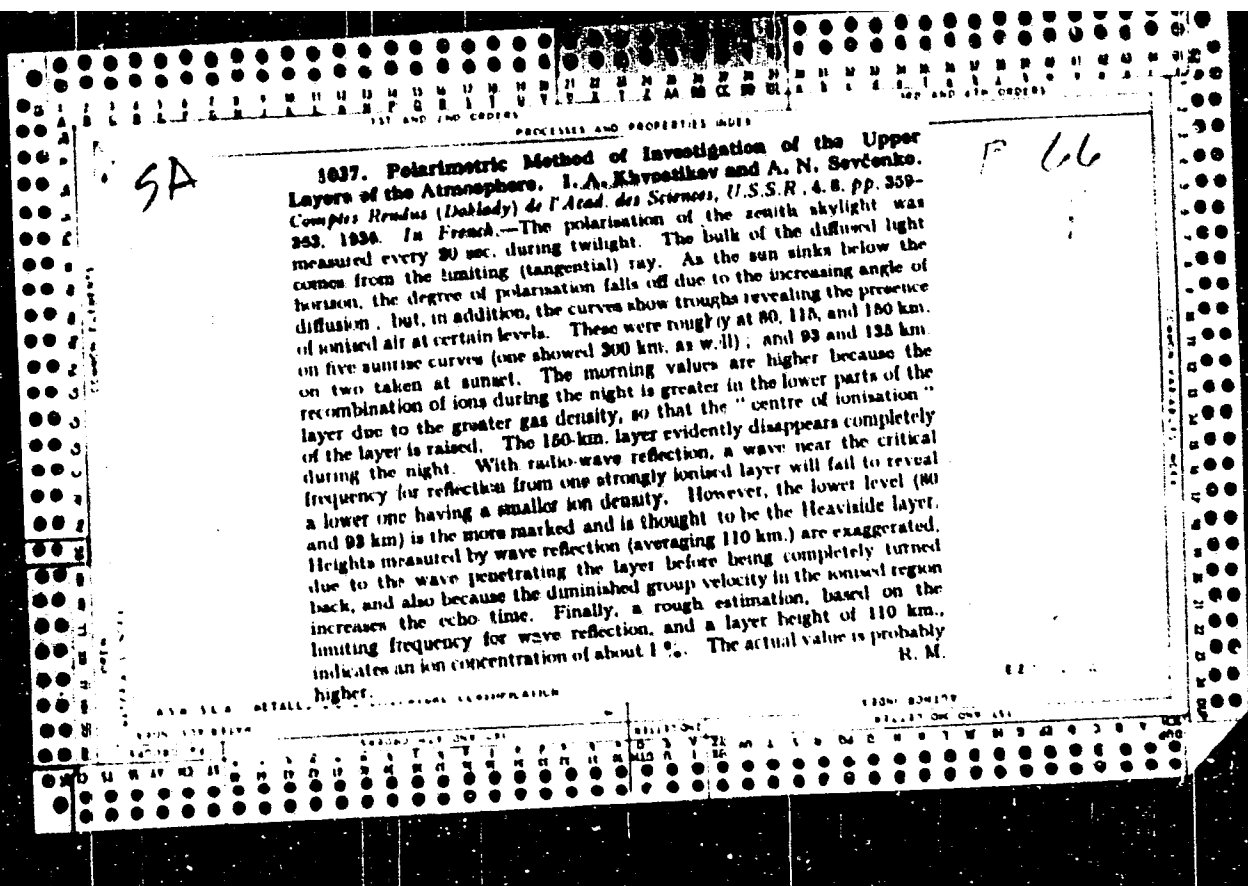 1ST AND 2ND ORDERS
3RD AND 4TH ORDERS
PROCESSES AND PROPERTIES INDEX
SA
F 66
1037. Polarimetric Method of Investigation of the Upper
Layers of the Atmosphere. I. A. Khvostikov and A. N. Sevčenko.
Comptes Rendus (Doklady) de l'Acad. des Sciences, U.S.S.R., 4. 8. pp. 359-
363, 1936. In French.—The polarisation of the zenith skylight was
measured every 30 sec. during twilight. The bulk of the diffused light
comes from the limiting (tangential) ray. As the sun sinks below the
horizon, the degree of polarisation falls off due to the increasing angle of
diffusion, but, in addition, the curves show troughs revealing the presence
of ionised air at certain levels. These were roughly at 80, 115, and 150 km.
on five sunrise curves (one showed 300 km. as well); and 93 and 135 km.
on two taken at sunset. The morning values are higher because the
recombination of ions during the night is greater in the lower parts of the
layer due to the greater gas density, so that the " centre of ionisation "
of the layer is raised. The 150-km. layer evidently disappears completely
during the night. With radio-wave reflection, a wave near the critical
frequency for reflection from one strongly ionised layer will fail to reveal
a lower one having a smaller ion density. However, the lower level (80
and 93 km) is the more marked and is thought to be the Heaviside layer.
Heights measured by wave reflection (averaging 110 km.) are exaggerated,
due to the wave penetrating the layer before being completely turned
back, and also because the diminished group velocity in the ionised region
increases the echo time. Finally, a rough estimation, based on the
limiting frequency for wave reflection, and a layer height of 110 km.,
indicates an ion concentration of about 1 %. The actual value is probably
higher.
R. M.